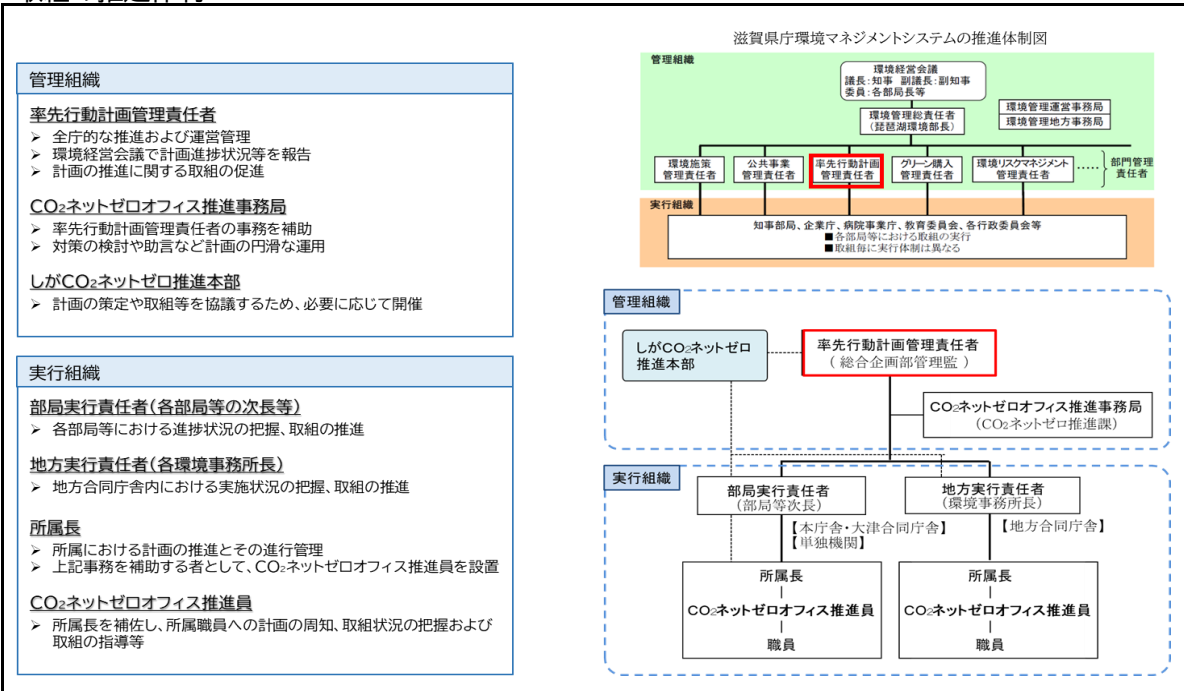 管理組織
率先行動計画管理責任者
➢ 全庁的な推進および運営管理
➢ 環境経営会議で計画進捗状況等を報告
➢ 計画の推進に関する取組の促進
CO₂ネットゼロオフィス推進事務局
➢ 率先行動計画管理責任者の事務を補助
➢ 対策の検討や助言など計画の円滑な運用
しがCO₂ネットゼロ推進本部
➢ 計画の策定や取組等を協議するため、必要に応じて開催
実行組織
部局実行責任者(各部局等の次長等)
➢ 各部局等における進捗状況の把握、取組の推進
地方実行責任者(各環境事務所長)
➢ 地方合同庁舎内における実施状況の把握、取組の推進
所属長
➢ 所属における計画の推進とその進行管理
➢ 上記事務を補助する者として、CO₂ネットゼロオフィス推進員を設置
CO₂ネットゼロオフィス推進員
➢ 所属長を補佐し、所属職員への計画の周知、取組状況の把握および
取組の指導等
滋賀県庁環境マネジメントシステムの推進体制図
管理組織
環境経営会議
議長:知事 副議長:副知事
委員:各部局長等
環境管理総責任者
(琵琶湖環境部長)
環境管理運営事務局
環境管理地方事務局
環境施策
管理責任者
公共事業
管理責任者
率先行動計画
管理責任者
グリーン購入
管理責任者
環境リスクマネジメント
管理責任者
……
部門管理
責任者
実行組織
知事部局、企業庁、病院事業庁、教育委員会、各行政委員会等
■各部局等における取組の実行
■取組毎に実行体制は異なる
管理組織
しがCO₂ネットゼロ
推進本部
率先行動計画管理責任者
(総合企画部管理監)
CO₂ネットゼロオフィス推進事務局
(CO₂ネットゼロ推進課)
実行組織
部局実行責任者
(部局等次長)
地方実行責任者
(環境事務所長)
【本庁舎・大津合同庁舎】
【単独機関】
【地方合同庁舎】
所属長
CO₂ネットゼロオフィス推進員
職員
所属長
CO₂ネットゼロオフィス推進員
職員